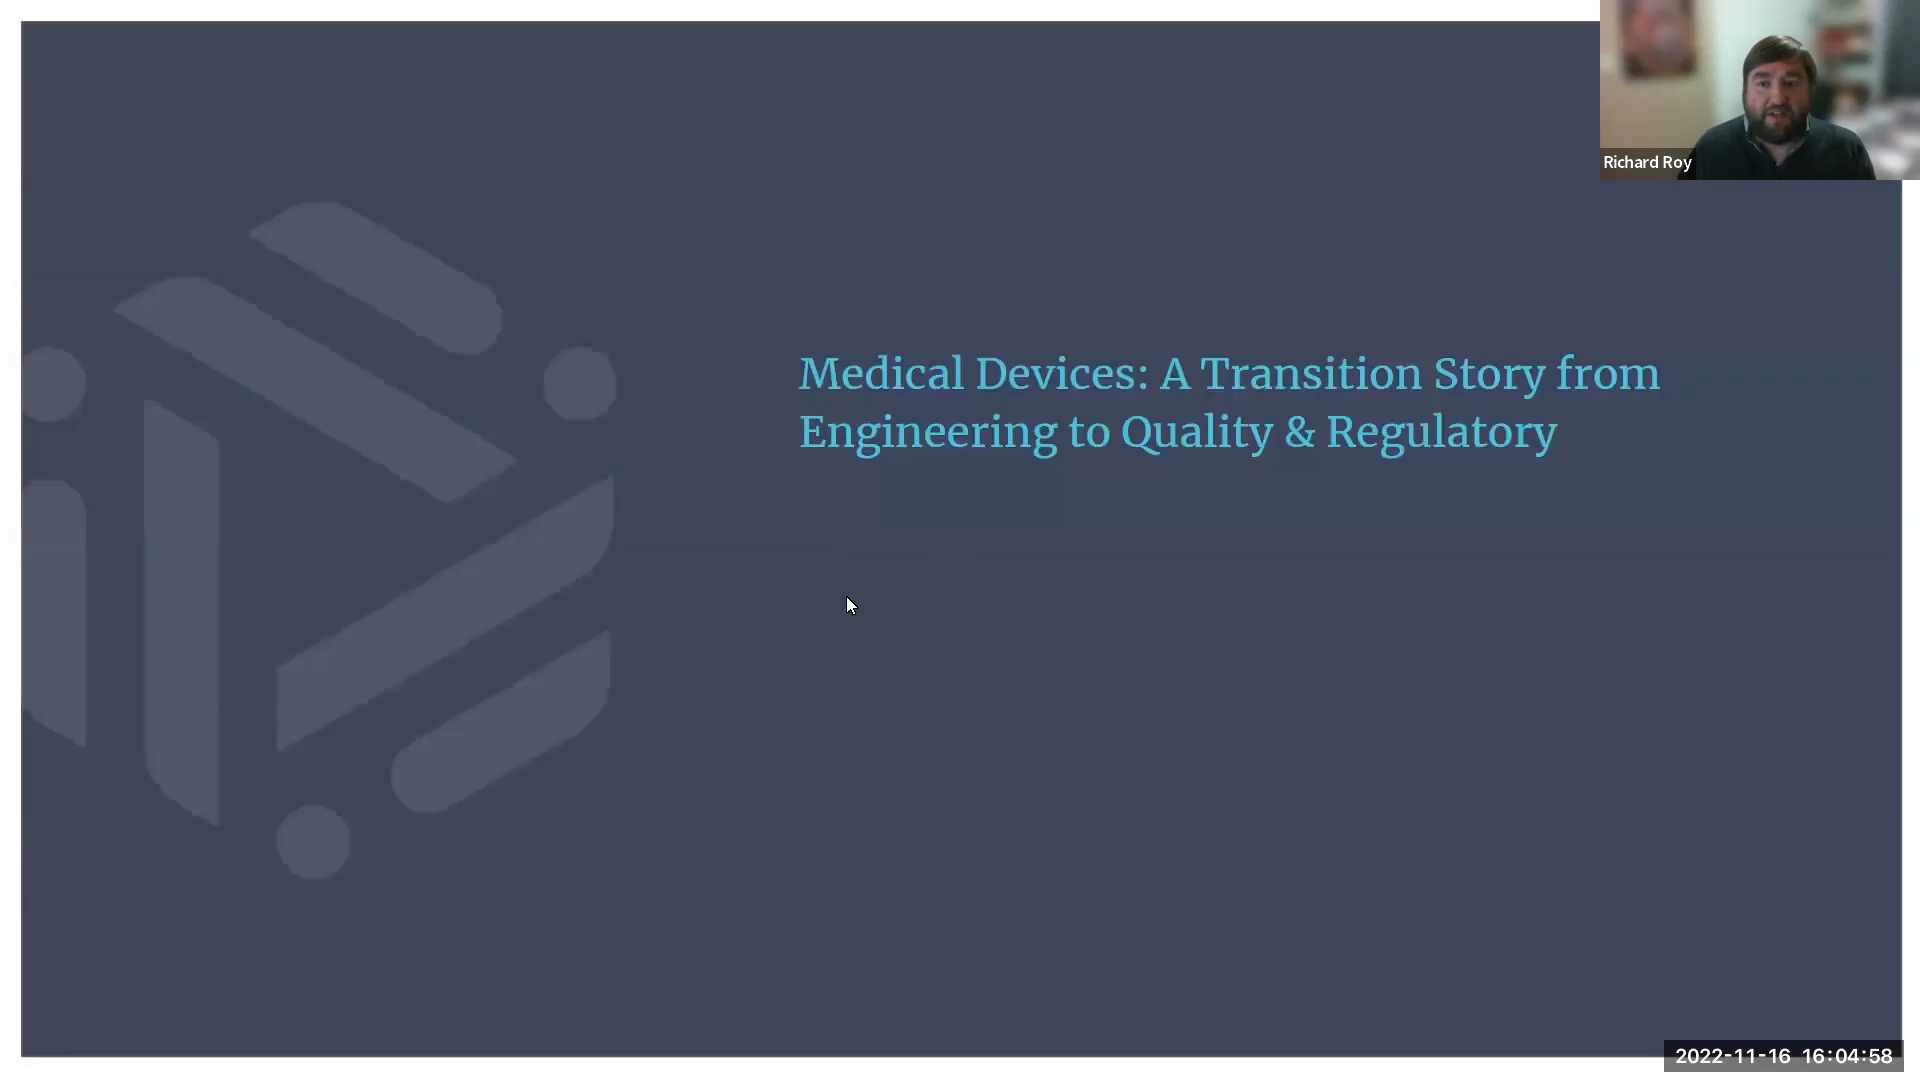 Richard Roy
Medical Devices: A Transition Story from
Engineering to Quality & Regulatory
2022-11-16 16:04:58